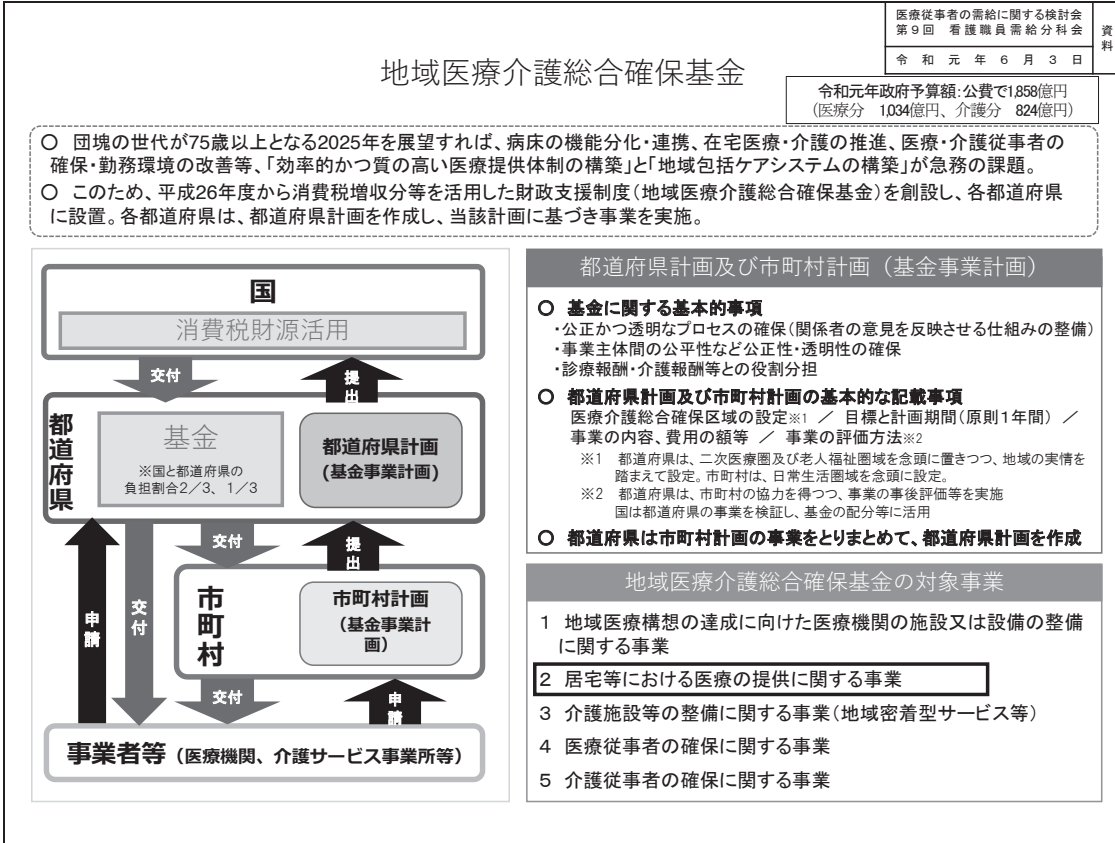 医療従事者の需給に関する検討会
第9回 看護職員需給分科会
令和元年6月3日
資料
地域医療介護総合確保基金
令和元年政府予算額：公費で1,858億円
（医療分 1,034億円、介護分 824億円）
○ 団塊の世代が75歳以上となる2025年を展望すれば、病床の機能分化・連携、在宅医療・介護の推進、医療・介護従事者の
確保・勤務環境の改善等、「効率的かつ質の高い医療提供体制の構築」と「地域包括ケアシステムの構築」が急務の課題。
○ このため、平成26年度から消費税増収分等を活用した財政支援制度（地域医療介護総合確保基金）を創設し、各都道府県
に設置。各都道府県は、都道府県計画を作成し、当該計画に基づき事業を実施。
国
消費税財源活用
交付
提出
都道府県
基金
※国と都道府県の
負担割合2／3、1／3
都道府県計画
(基金事業計画)
申請
交付
交付
提出
市町村
市町村計画
(基金事業計
画)
交付
申請
事業者等（医療機関、介護サービス事業所等）
都道府県計画及び市町村計画（基金事業計画）
○ 基金に関する基本的事項
・公正かつ透明なプロセスの確保（関係者の意見を反映させる仕組みの整備）
・事業主体間の公平性など公正性・透明性の確保
・診療報酬・介護報酬等との役割分担
○ 都道府県計画及び市町村計画の基本的な記載事項
医療介護総合確保区域の設定※1 ／ 目標と計画期間（原則1年間） ／
事業の内容、費用の額等 ／ 事業の評価方法※2
※1 都道府県は、二次医療圏及び老人福祉圏域を念頭に置きつつ、地域の実情を
踏まえて設定。市町村は、日常生活圏域を念頭に設定。
※2 都道府県は、市町村の協力を得つつ、事業の事後評価等を実施
国は都道府県の事業を検証し、基金の配分等に活用
○ 都道府県は市町村計画の事業をとりまとめて、都道府県計画を作成
地域医療介護総合確保基金の対象事業
1 地域医療構想の達成に向けた医療機関の施設又は設備の整備
に関する事業
2 居宅等における医療の提供に関する事業
3 介護施設等の整備に関する事業（地域密着型サービス等）
4 医療従事者の確保に関する事業
5 介護従事者の確保に関する事業